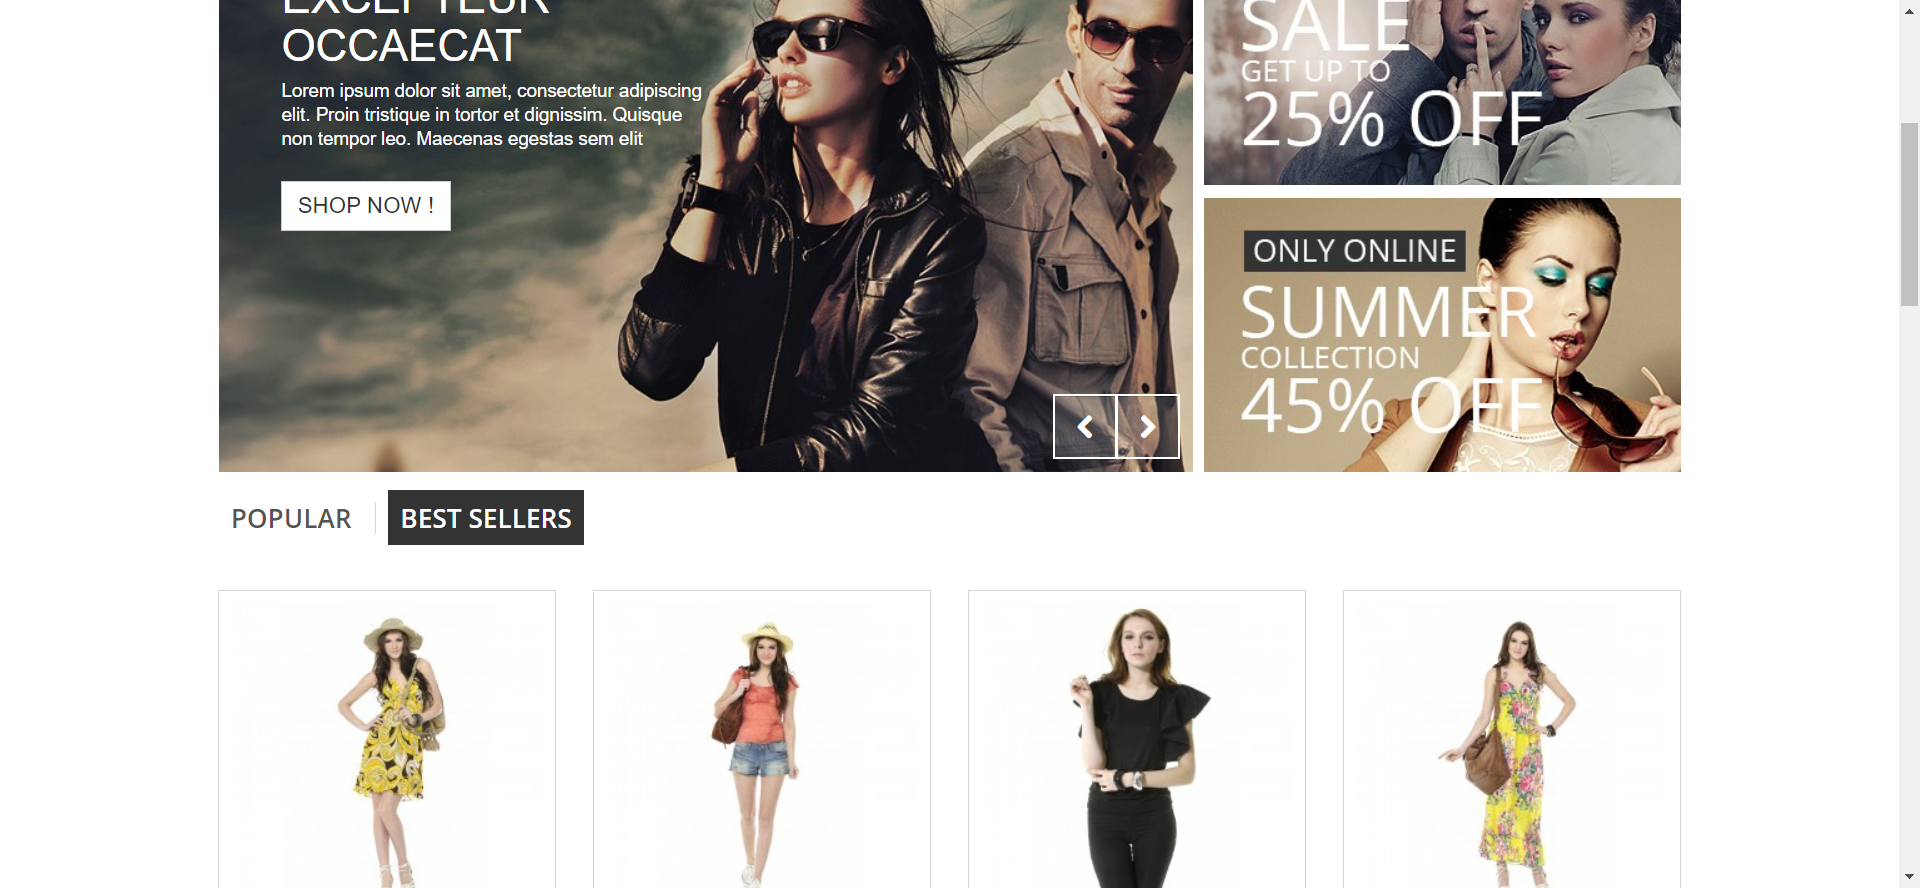 EXCEPTEUR
OCCAECAT
Lorem ipsum dolor sit amet, consectetur adipiscing
elit. Proin tristique in tortor et dignissim. Quisque
non tempor leo. Maecenas egestas sem elit
SHOP NOW !
SALE
GET UP TO
25% OFF
ONLY ONLINE
SUMMER
COLLECTION
45% OFF
POPULAR
BEST SELLERS